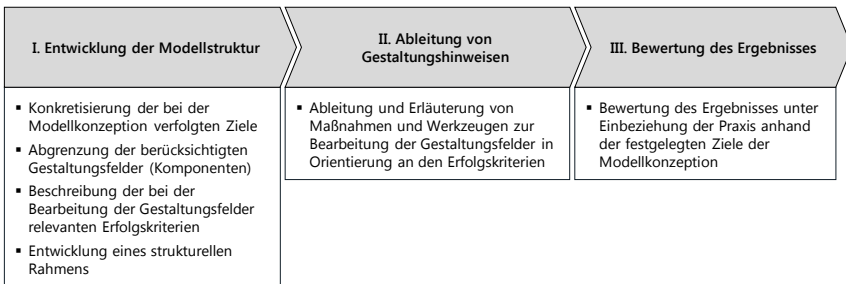 I. Entwicklung der Modellstruktur
II. Ableitung von
Gestaltungshinweisen
III. Bewertung des Ergebnisses
▪ Konkretisierung der bei der
Modellkonzeption verfolgten Ziele
▪ Abgrenzung der berücksichtigten
Gestaltungsfelder (Komponenten)
▪ Beschreibung der bei der
Bearbeitung der Gestaltungsfelder
relevanten Erfolgskriterien
▪ Entwicklung eines strukturellen
Rahmens
▪ Ableitung und Erläuterung von
Maßnahmen und Werkzeugen zur
Bearbeitung der Gestaltungsfelder in
Orientierung an den Erfolgskriterien
▪ Bewertung des Ergebnisses unter
Einbeziehung der Praxis anhand
der festgelegten Ziele der
Modellkonzeption